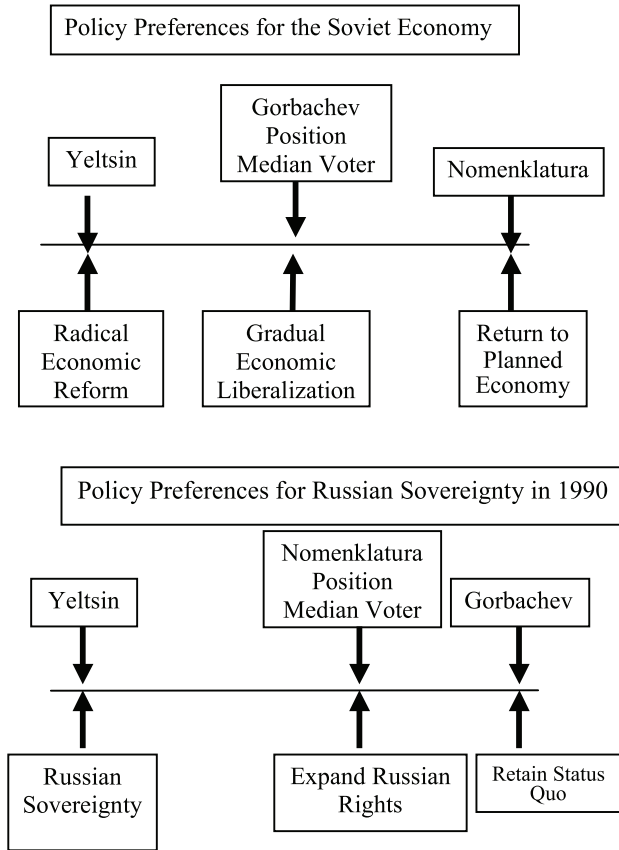 Policy Preferences for the Soviet Economy
Yeltsin
Gorbachev
Position
Median Voter
Nomenklatura
Radical
Economic
Reform
Gradual
Economic
Liberalization
Return to
Planned
Economy
Policy Preferences for Russian Sovereignty in 1990
Yeltsin
Nomenklatura
Position
Median Voter
Gorbachev
Russian
Sovereignty
Expand Russian
Rights
Retain Status
Quo